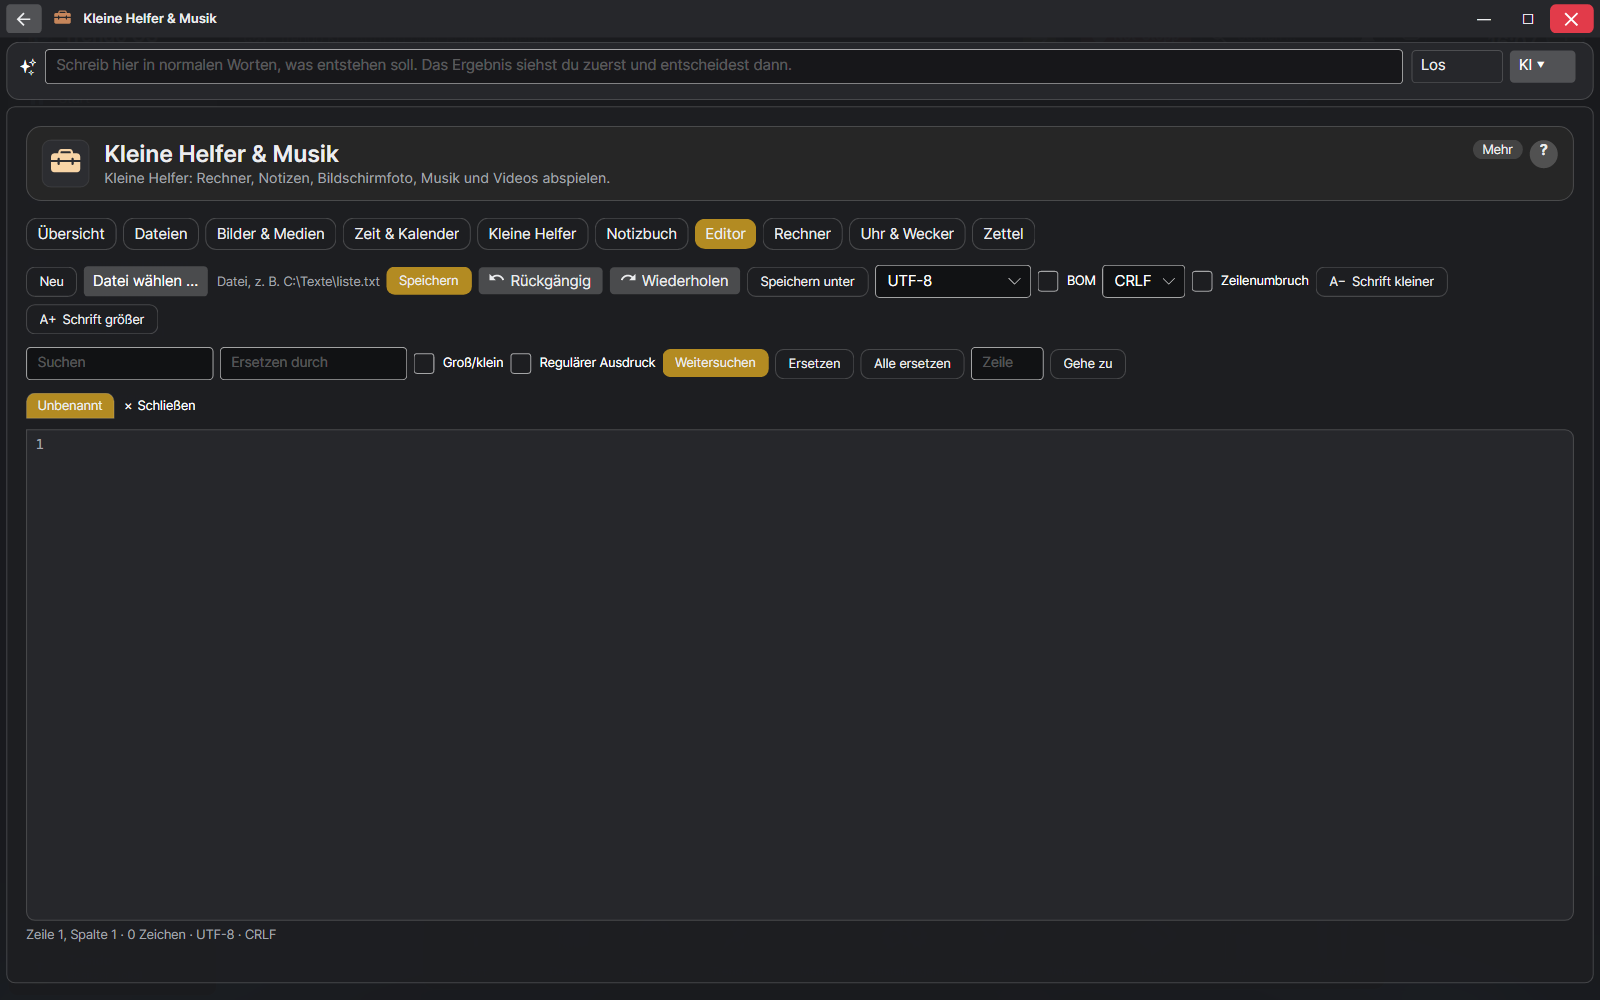 Kleine Helfer & Musik
Schreib hier in normalen Worten, was entstehen soll. Das Ergebnis siehst du zuerst und entscheidest dann.
Los
KI ▾
Kleine Helfer & Musik
Kleine Helfer: Rechner, Notizen, Bildschirmfoto, Musik und Videos abspielen.
Mehr
?
Übersicht Dateien Bilder & Medien Zeit & Kalender Kleine Helfer Notizbuch Editor Rechner Uhr & Wecker Zettel
Neu Datei wählen ... Datei, z. B. C:\Texte\liste.txt Speichern Rückgängig Wiederholen Speichern unter UTF-8 BOM CRLF Zeilenumbruch A− Schrift kleiner
A+ Schrift größer
Suchen Ersetzen durch Groß/klein Regulärer Ausdruck Weitersuchen Ersetzen Alle ersetzen Zeile Gehe zu
Unbenannt × Schließen
1
Zeile 1, Spalte 1 · 0 Zeichen · UTF-8 · CRLF